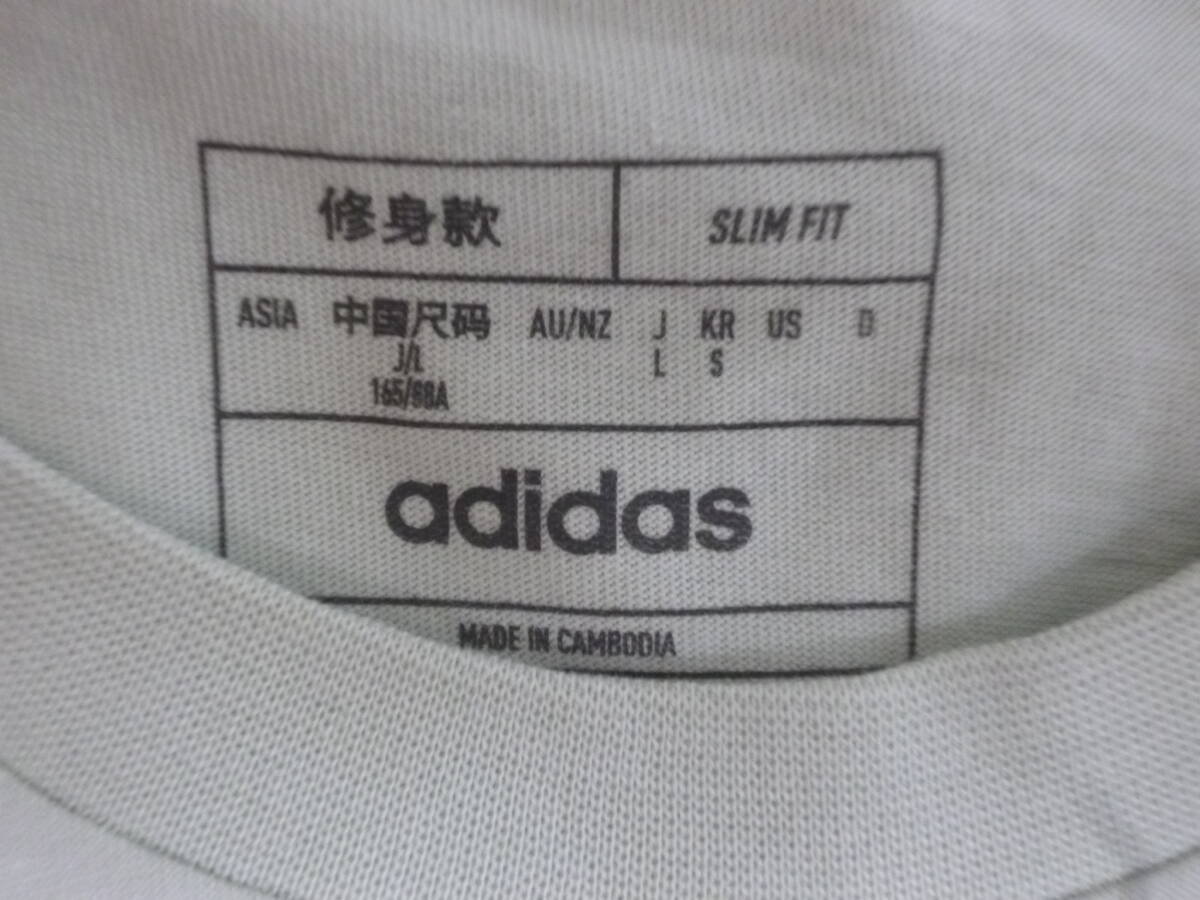 修身款 SLIM FIT
ASIA 中国尺码 AU/NZ J KR US D
J/L L S
165/88A
adidas
MADE IN CAMBODIA